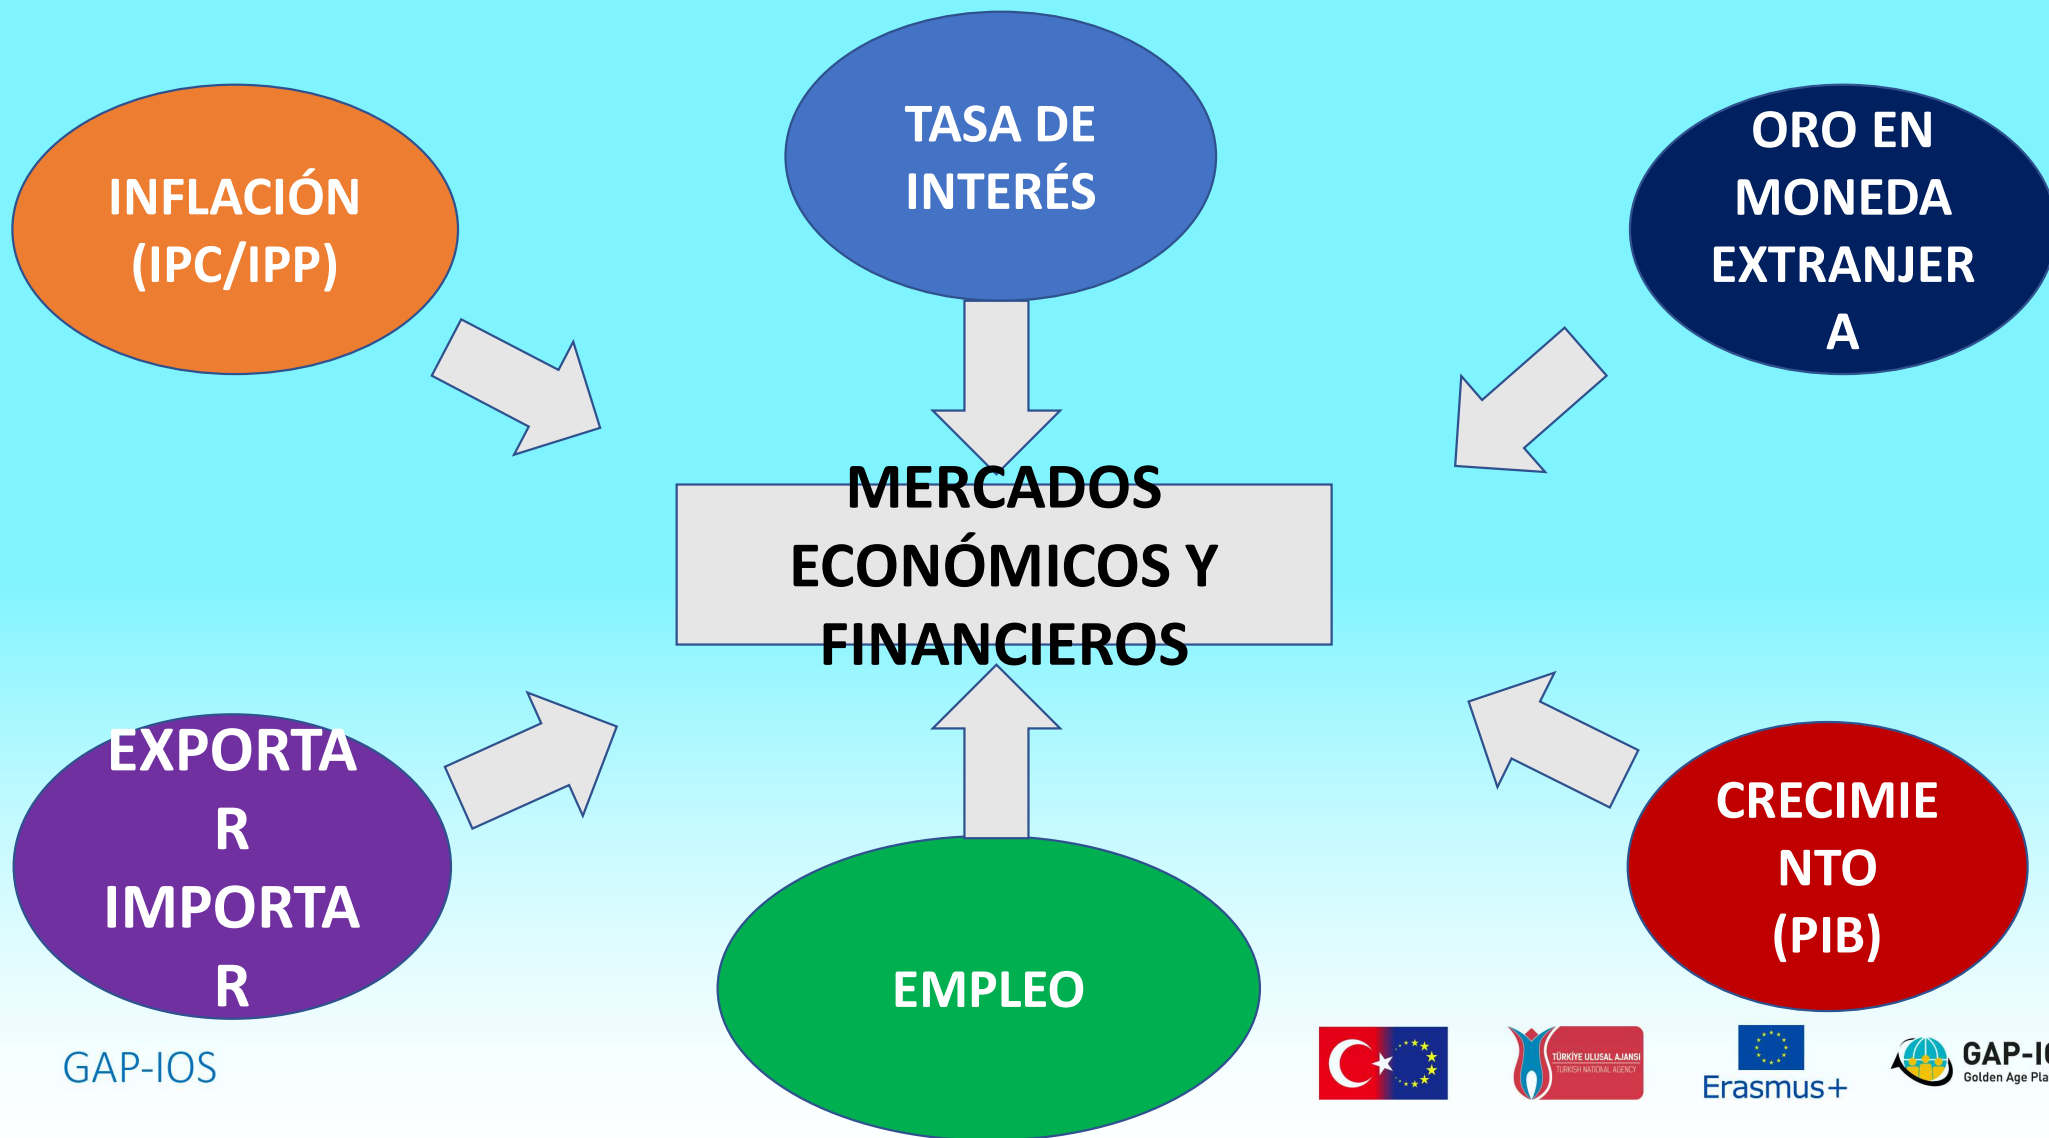 TASA DE
INTERÉS
INFLACIÓN
(IPC/IPP)
ORO EN
MONEDA
EXTRANJER
A
MERCADOS
ECONÓMICOS Y
FINANCIEROS
EXPORTA
R
IMPORTA
R
EMPLEO
CRECIMIE
NTO
(PIB)
GAP-IOS
TÜRKİYE ULUSAL AJANSI
TURKISH NATIONAL AGENCY
Erasmus+
GAP-IO
Golden Age Pla